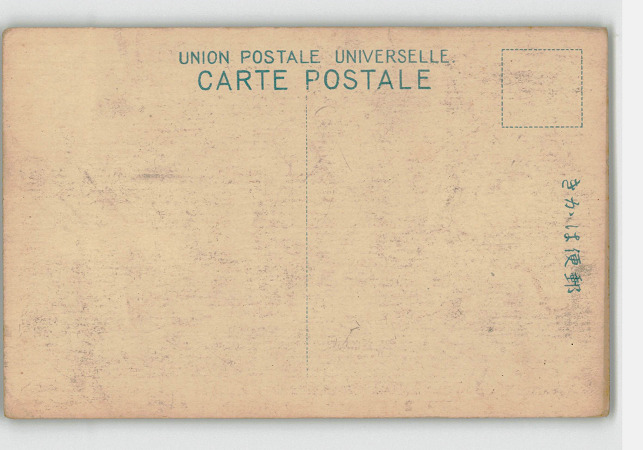 UNION POSTALE UNIVERSELLE.
CARTE POSTALE
郵便はかき